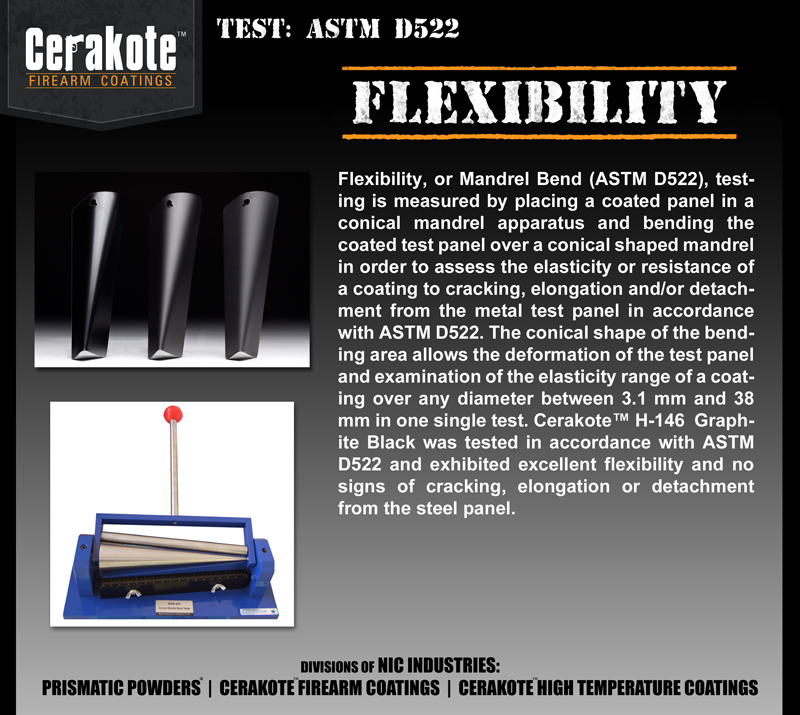 Cerakote™
FIREARM COATINGS
TEST: ASTM D522
FLEXIBILITY
Flexibility, or Mandrel Bend (ASTM D522), test-
ing is measured by placing a coated panel in a
conical mandrel apparatus and bending the
coated test panel over a conical shaped mandrel
in order to assess the elasticity or resistance of
a coating to cracking, elongation and/or detach-
ment from the metal test panel in accordance
with ASTM D522. The conical shape of the bend-
ing area allows the deformation of the test panel
and examination of the elasticity range of a coat-
ing over any diameter between 3.1 mm and 38
mm in one single test. Cerakote™ H-146 Graph-
ite Black was tested in accordance with ASTM
D522 and exhibited excellent flexibility and no
signs of cracking, elongation or detachment
from the steel panel.
DIVISIONS OF NIC INDUSTRIES:
PRISMATIC POWDERS® | CERAKOTE™ FIREARM COATINGS | CERAKOTE™ HIGH TEMPERATURE COATINGS